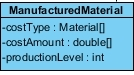 ManufacturedMaterial
-costType : Material[]
-costAmount : double[]
-productionLevel : int